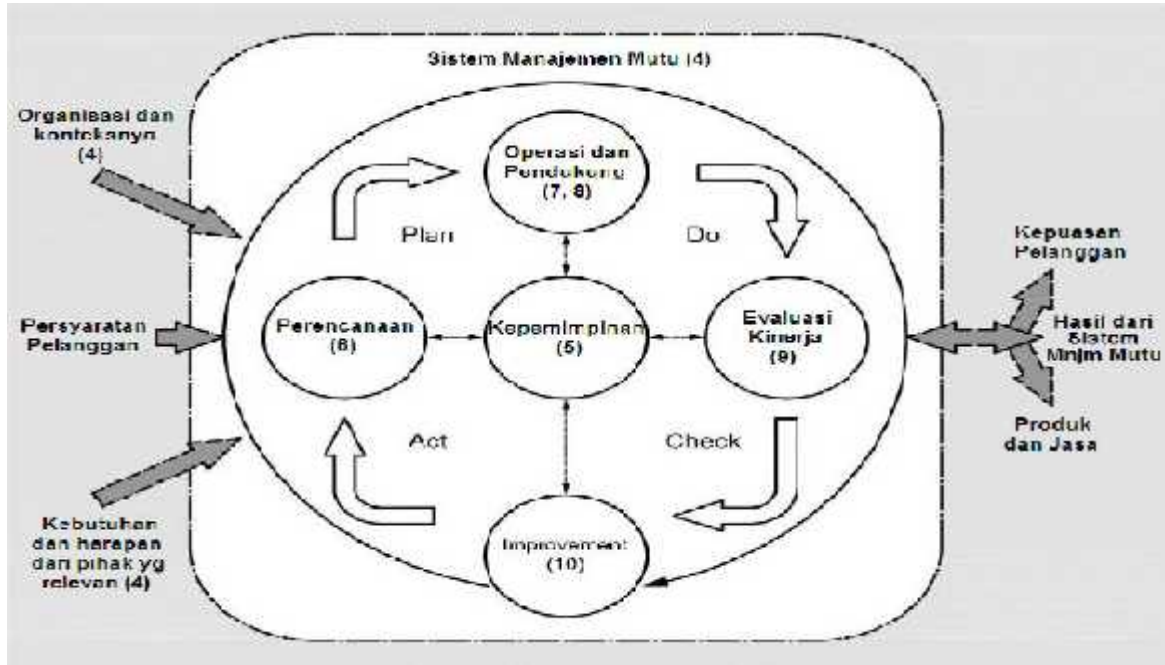 Sistem Manajemen Mutu (4)
Organisasi dan
konteksnya
(4)
Operasi dan
Pendukung
(7, 8)
Plan
Do
Kepuasan
Pelanggan
Persyaratan
Pelanggan
Perencanaan
(6)
Kepemimpinan
(5)
Evaluasi
Kinerja
(9)
Hasil dari
Sistem
Mnjm Mutu
Act
Check
Produk
dan Jasa
Kebutuhan
dan harapan
dari pihak yg
relevan (4)
Improvement
(10)